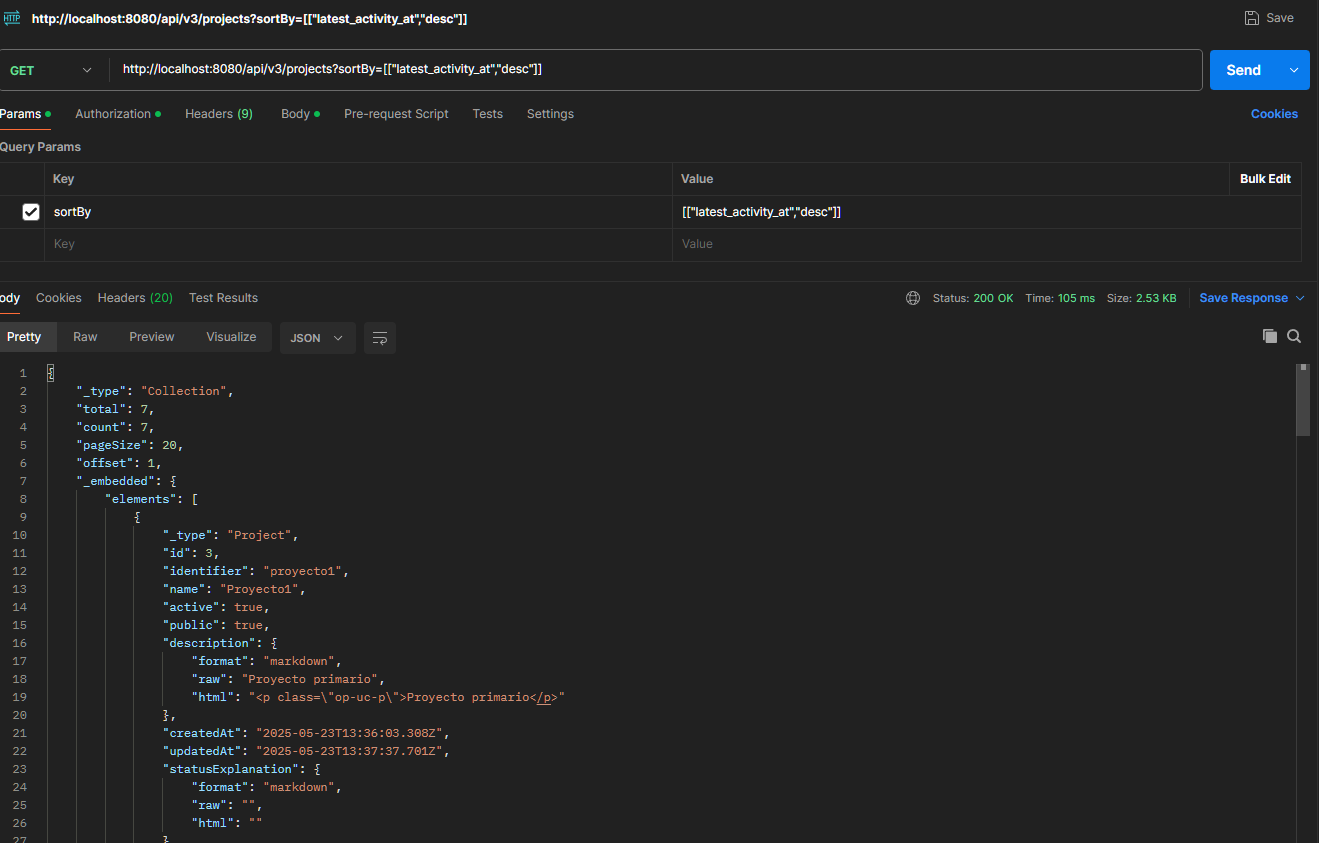 HTTP http://localhost:8080/api/v3/projects?sortBy=[["latest_activity_at","desc"]] Save
GET http://localhost:8080/api/v3/projects?sortBy=[["latest_activity_at","desc"]] Send
Params Authorization Headers (9) Body Pre-request Script Tests Settings Cookies
Query Params
Key Value Bulk Edit
sortBy [["latest_activity_at","desc"]]
Key Value
ody Cookies Headers (20) Test Results Status: 200 OK Time: 105 ms Size: 2.53 KB Save Response
Pretty Raw Preview Visualize JSON
1 {
2 "_type": "Collection",
3 "total": 7,
4 "count": 7,
5 "pageSize": 20,
6 "offset": 1,
7 "_embedded": {
8 "elements": [
9 {
10 "_type": "Project",
11 "id": 3,
12 "identifier": "proyecto1",
13 "name": "Proyecto1",
14 "active": true,
15 "public": true,
16 "description": {
17 "format": "markdown",
18 "raw": "Proyecto primario",
19 "html": "<p class=\"op-uc-p\">Proyecto primario</p>"
20 },
21 "createdAt": "2025-05-23T13:36:03.308Z",
22 "updatedAt": "2025-05-23T13:37:37.701Z",
23 "statusExplanation": {
24 "format": "markdown",
25 "raw": "",
26 "html": ""
27 }